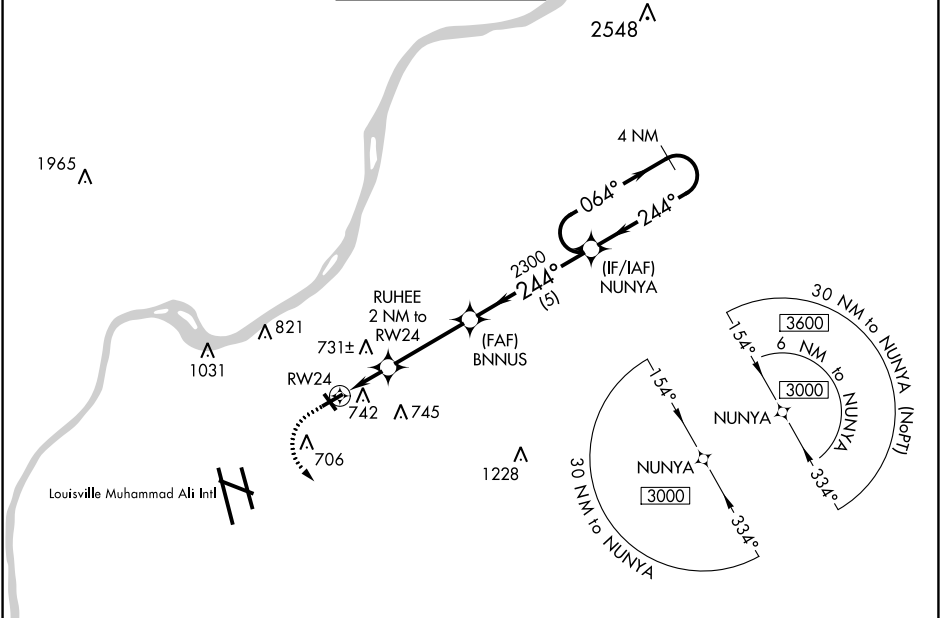 2548
4 NM
1965
064°
244°
2300
244°
(5)
(IF/IAF)
NUNYA
RUHEE
2 NM to
RW24
(FAF)
BNNUS
821
1031
731±
RW24
742
745
706
1228
Louisville Muhammad Ali Intl
30 NM to NUNYA (NoPT)
154°
3600
6 NM to NUNYA
3000
NUNYA
334°
154°
NUNYA
3000
334°
30 NM to NUNYA